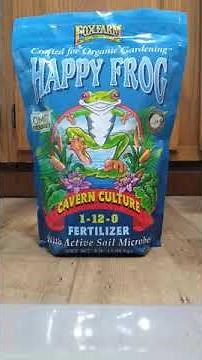 FOXFARM
Crafted for Organic Gardening
HAPPY FROG
CAVERN CULTURE
1-12-0
FERTILIZER
With Active Soil Microbes